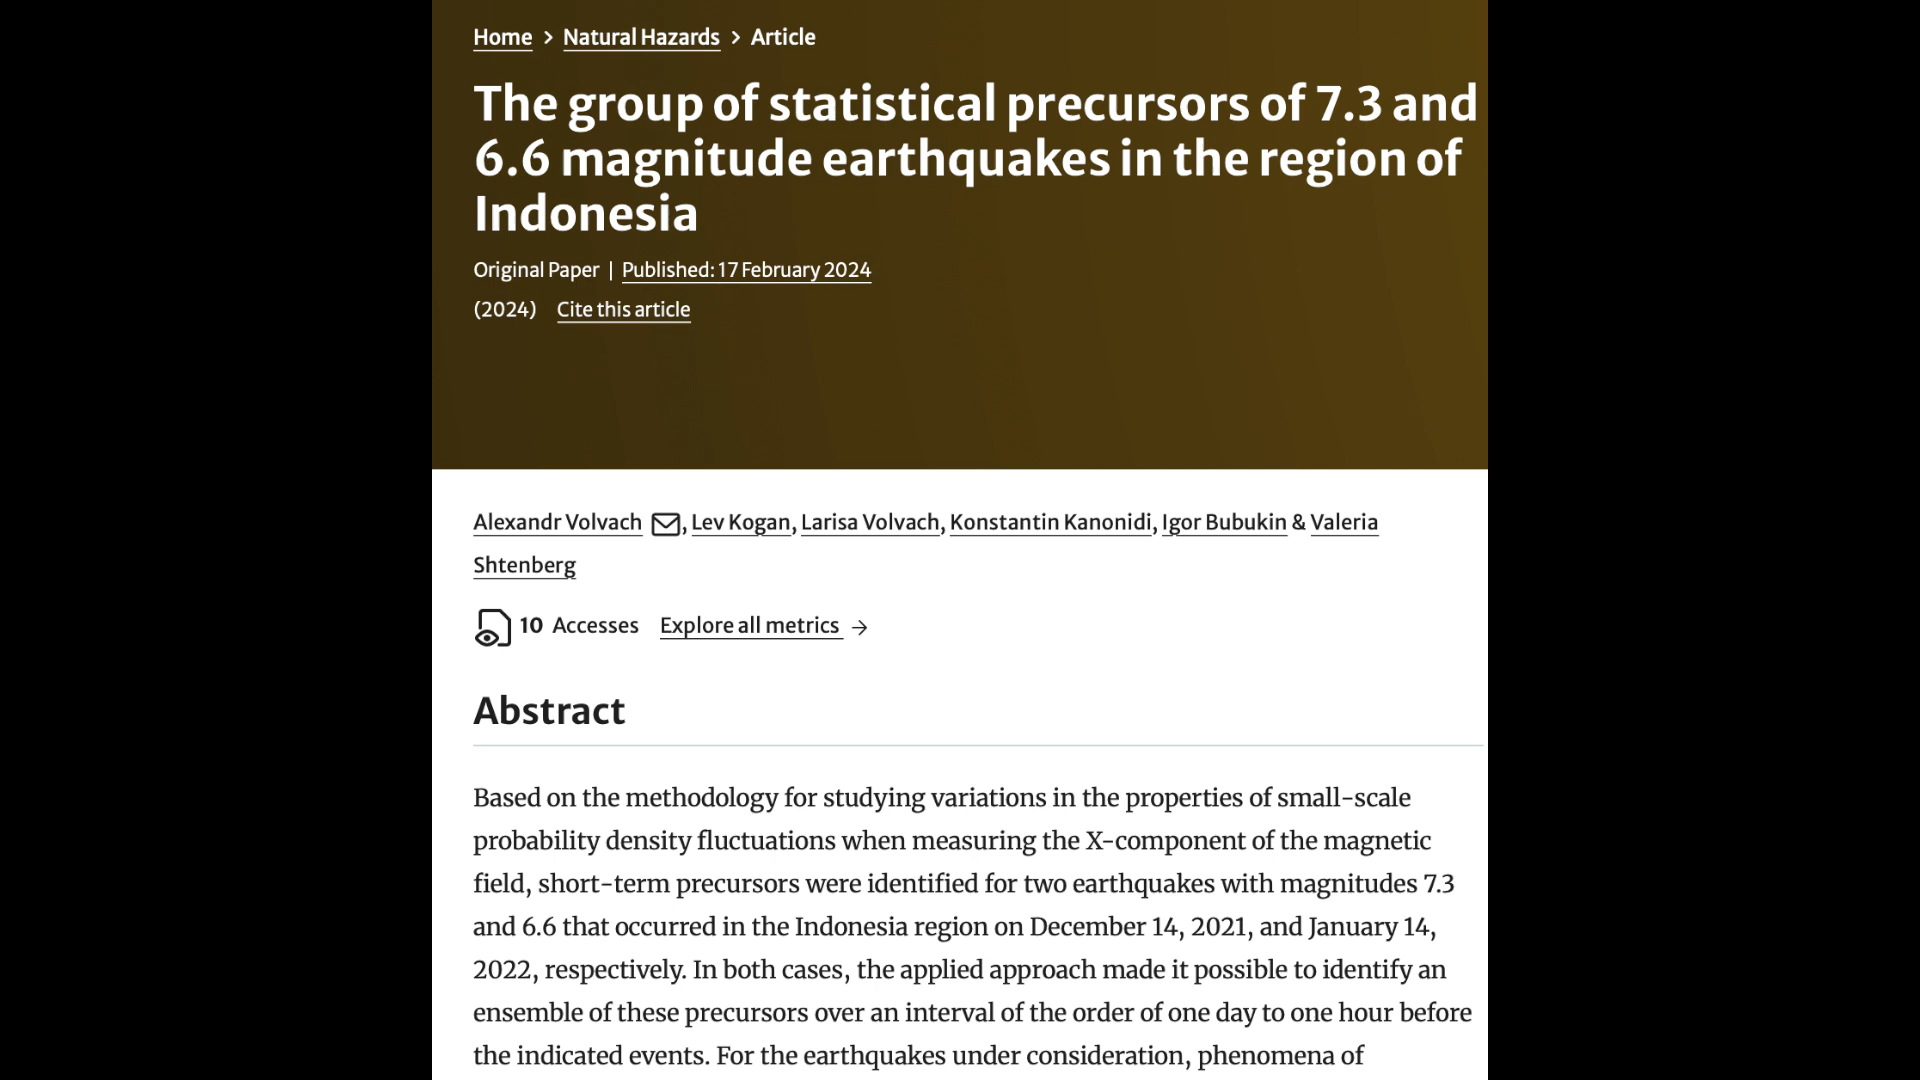 Home > Natural Hazards > Article
The group of statistical precursors of 7.3 and
6.6 magnitude earthquakes in the region of
Indonesia
Original Paper | Published: 17 February 2024
(2024) Cite this article
Alexandr Volvach , Lev Kogan, Larisa Volvach, Konstantin Kanonidi, Igor Bubukin & Valeria
Shtenberg
10 Accesses Explore all metrics →
Abstract
Based on the methodology for studying variations in the properties of small-scale
probability density fluctuations when measuring the X-component of the magnetic
field, short-term precursors were identified for two earthquakes with magnitudes 7.3
and 6.6 that occurred in the Indonesia region on December 14, 2021, and January 14,
2022, respectively. In both cases, the applied approach made it possible to identify an
ensemble of these precursors over an interval of the order of one day to one hour before
the indicated events. For the earthquakes under consideration, phenomena of